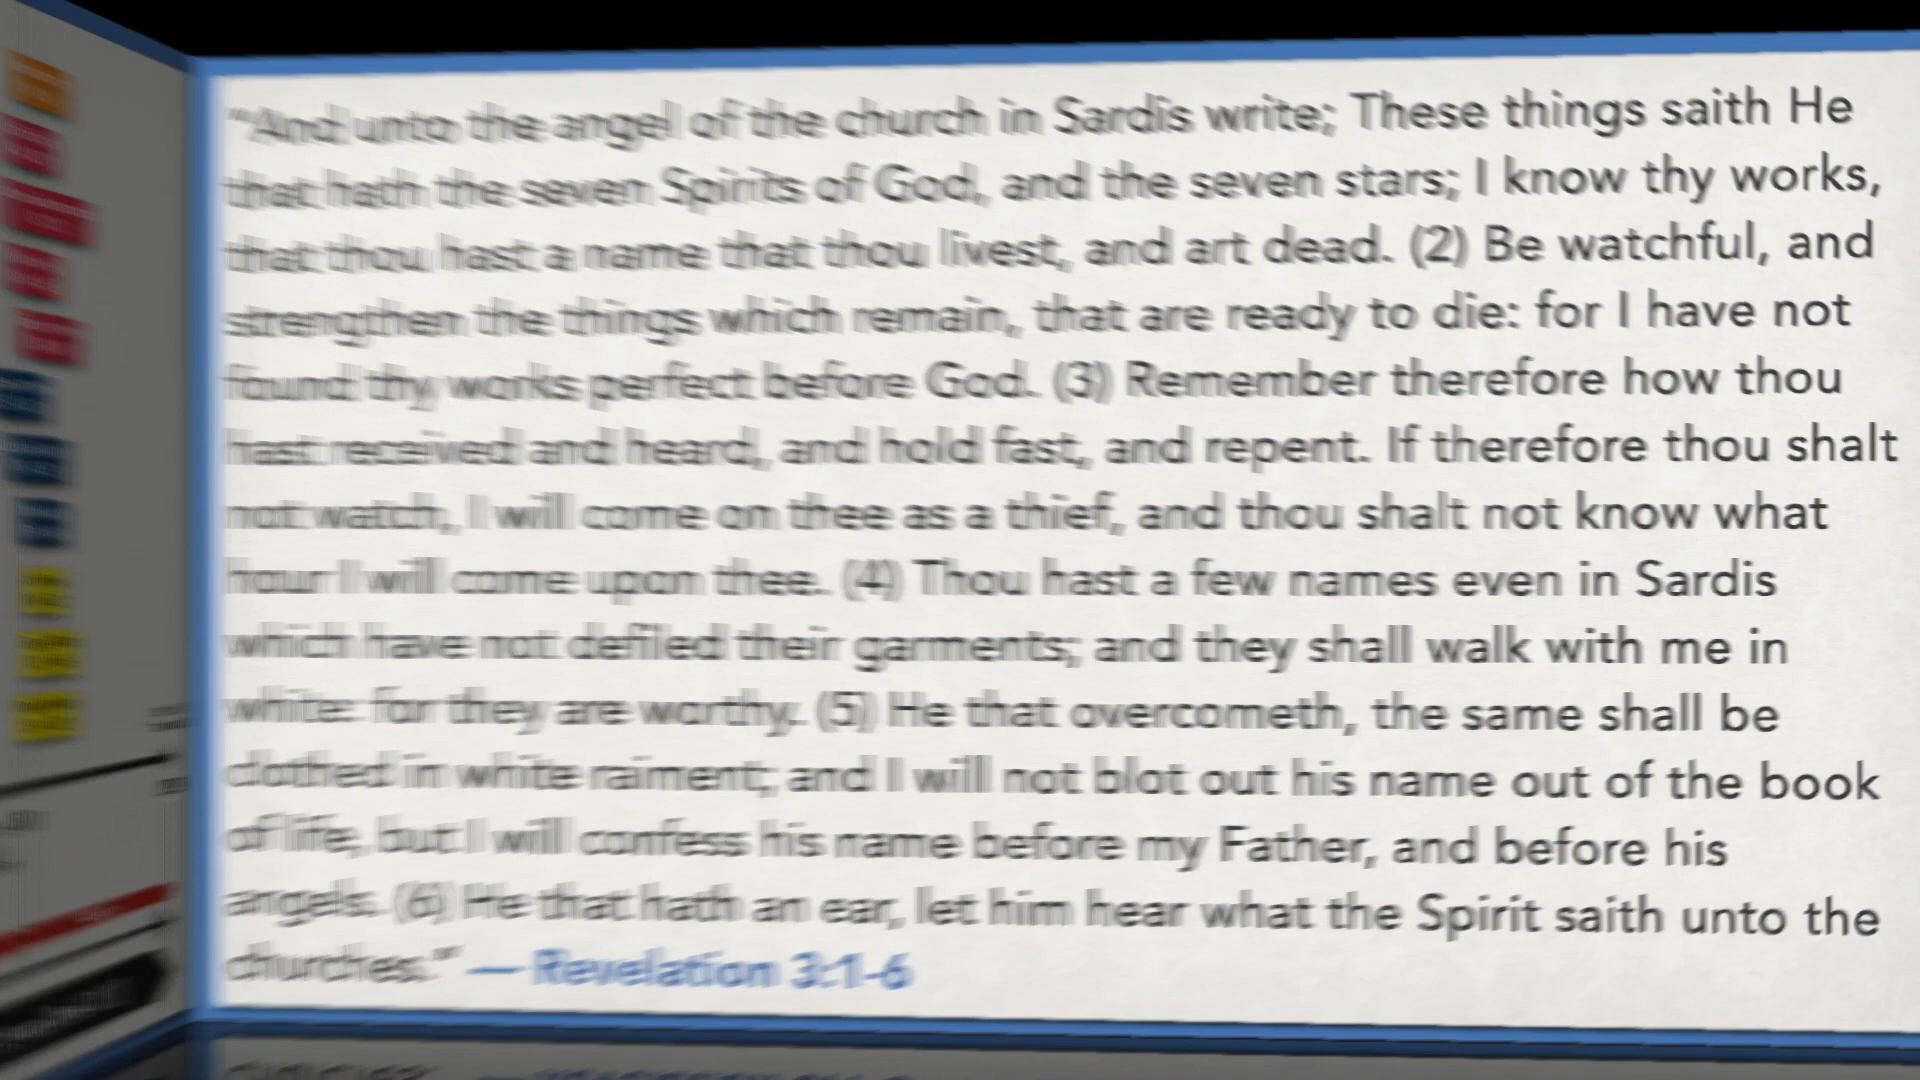 "And unto the angel of the church in Sardis write; These things saith He
that hath the seven Spirits of God, and the seven stars; I know thy works,
that thou hast a name that thou livest, and art dead. (2) Be watchful, and
strengthen the things which remain, that are ready to die: for I have not
found thy works perfect before God. (3) Remember therefore how thou
hast received and heard, and hold fast, and repent. If therefore thou shalt
not watch, I will come on thee as a thief, and thou shalt not know what
hour I will come upon thee. (4) Thou hast a few names even in Sardis
which have not defiled their garments; and they shall walk with me in
white: for they are worthy. (5) He that overcometh, the same shall be
clothed in white raiment; and I will not blot out his name out of the book
of life, but I will confess his name before my Father, and before his
angels. (6) He that hath an ear, let him hear what the Spirit saith unto the
churches." — Revelation 3:1-6